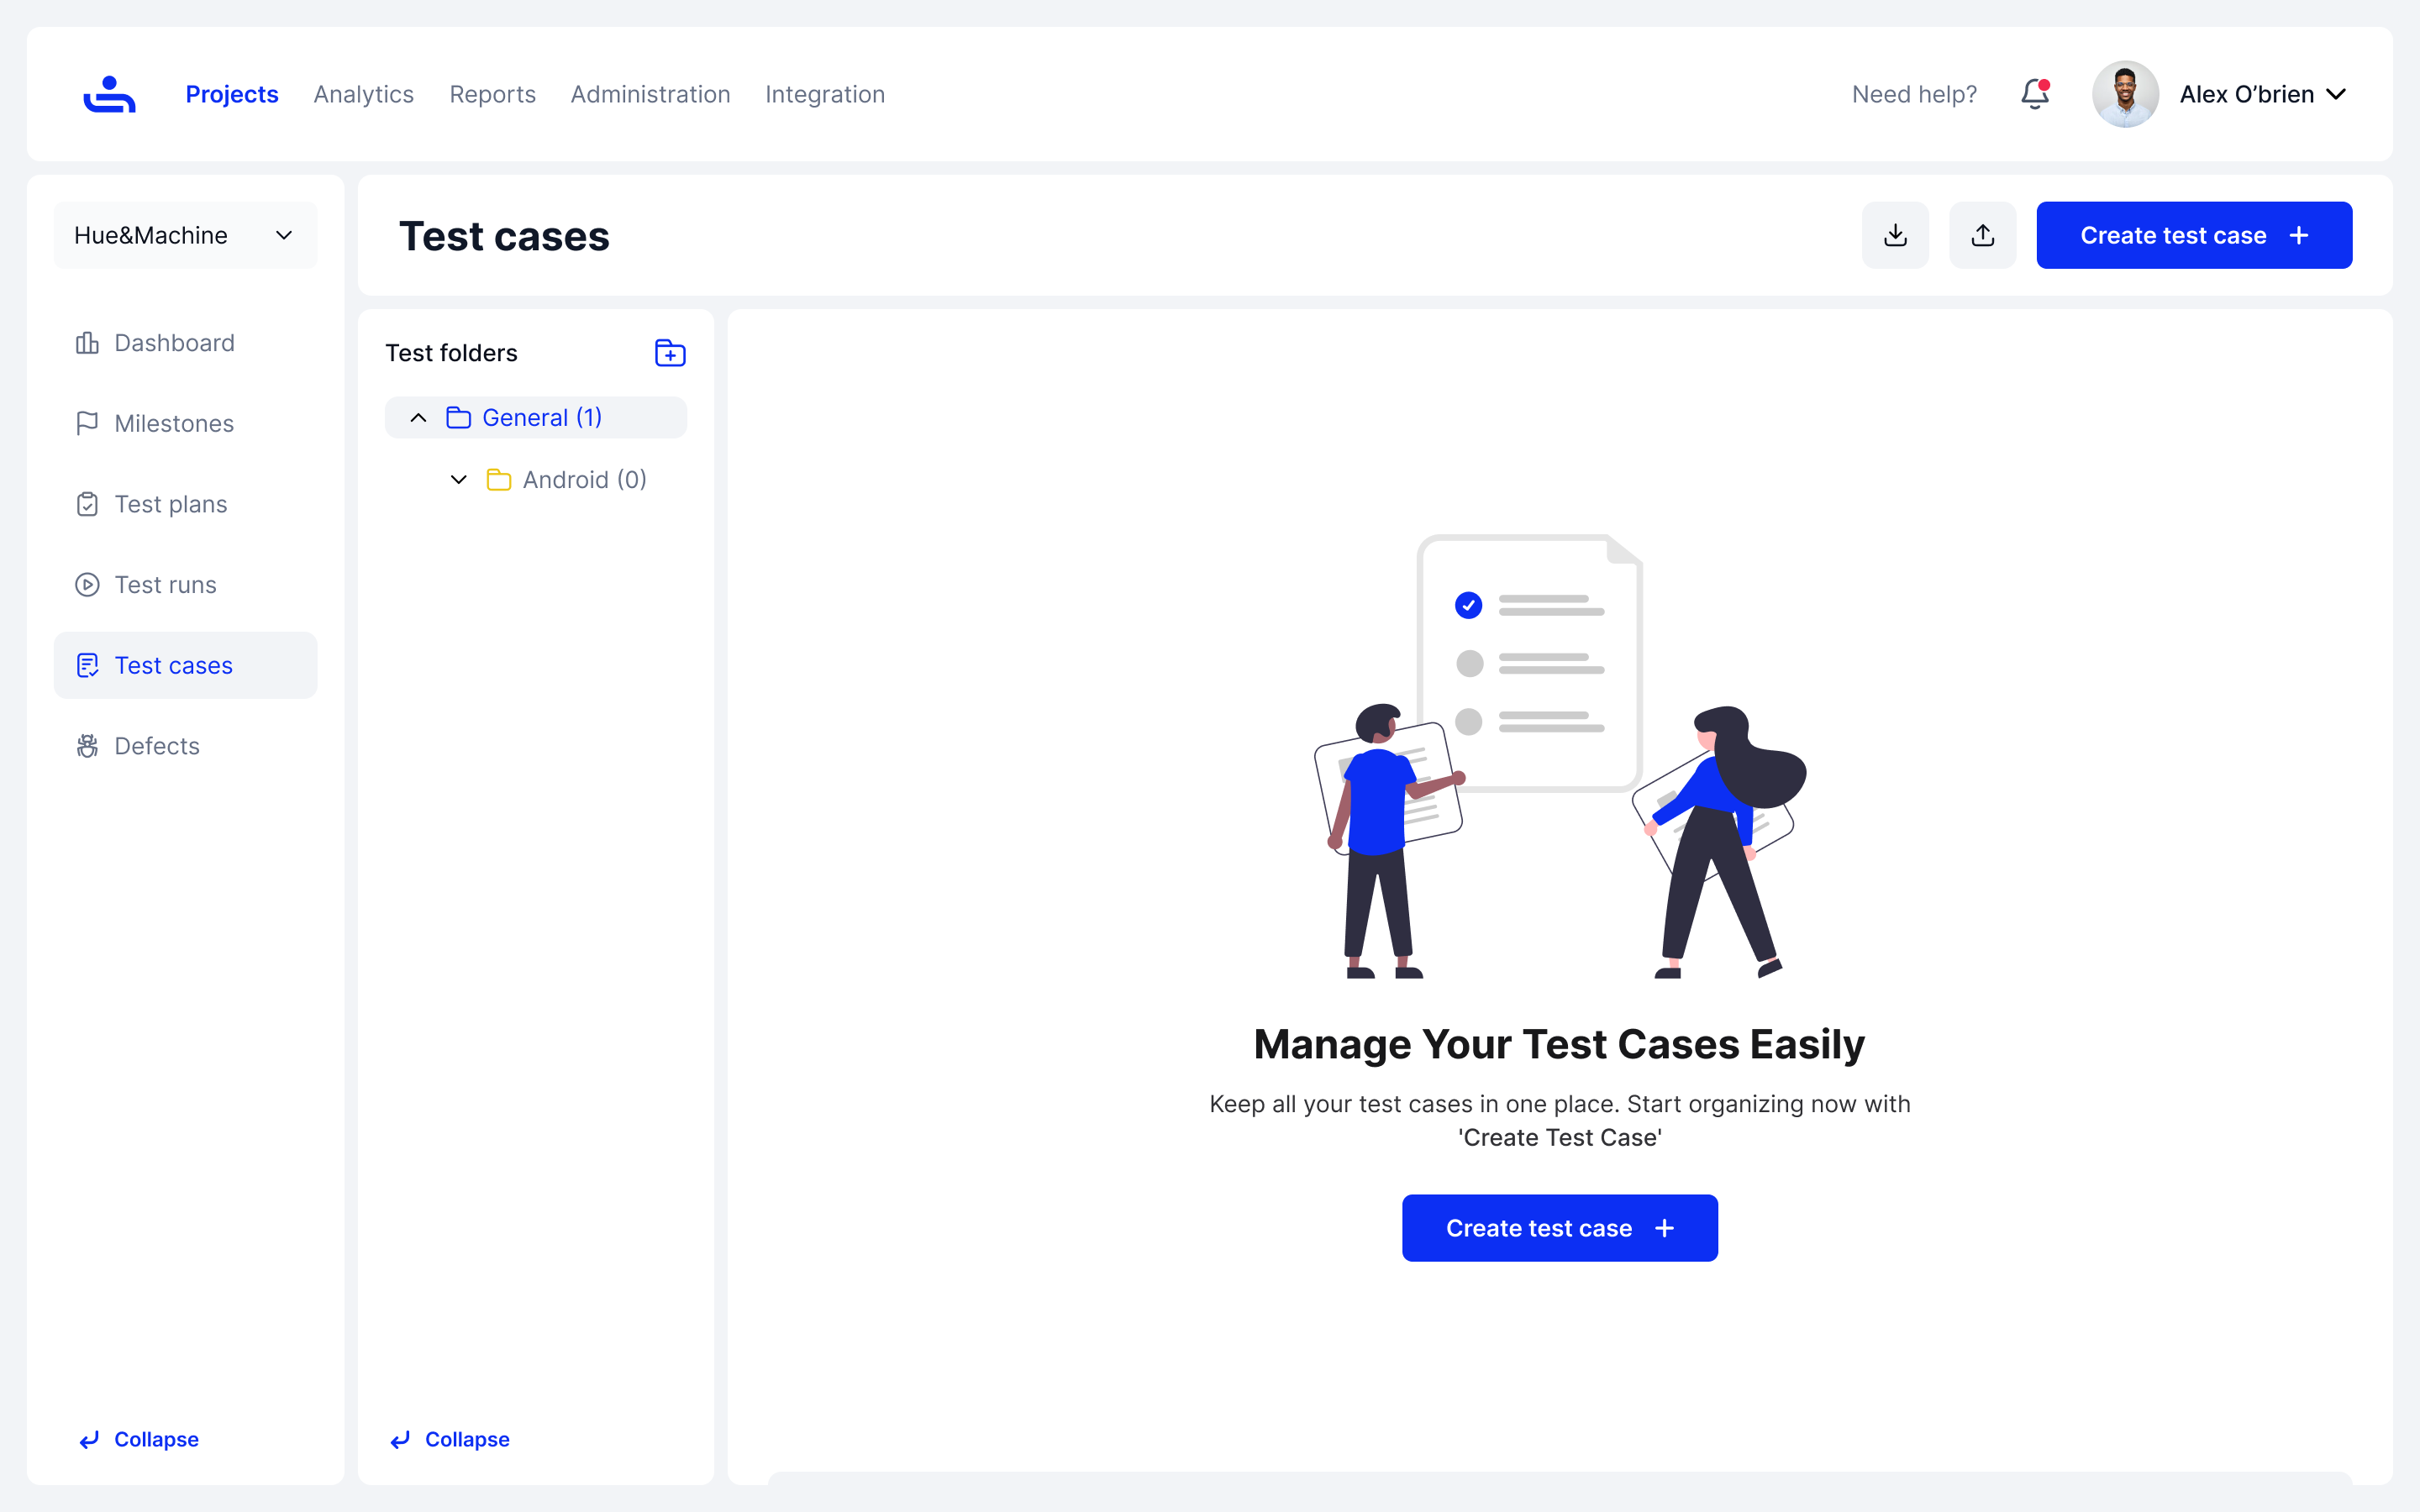 Projects
Analytics
Reports
Administration
Integration
Need help?
Alex O’brien
Hue&Machine
Dashboard
Milestones
Test plans
Test runs
Test cases
Defects
Collapse
Test cases
Create test case
Test folders
General (1)
Android (0)
Collapse
Manage Your Test Cases Easily
Keep all your test cases in one place. Start organizing now with
'Create Test Case'
Create test case